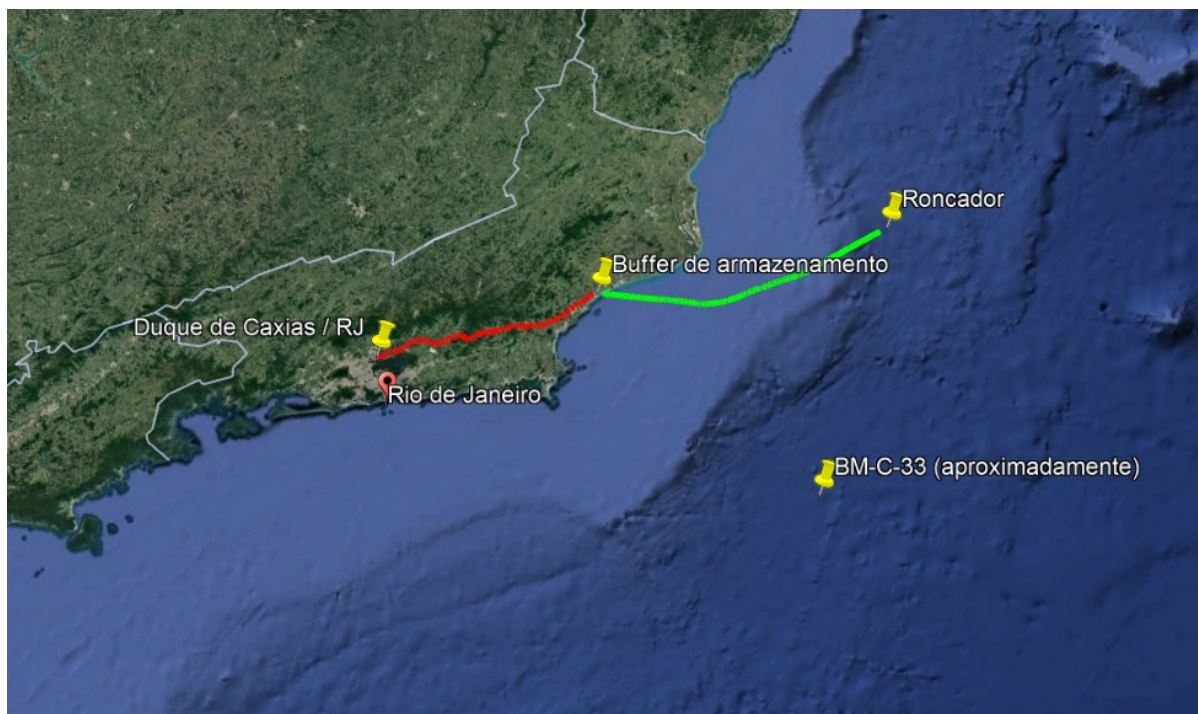 Roncador
Buffer de armazenamento
Duque de Caxias / RJ
Rio de Janeiro
BM-C-33 (aproximadamente)